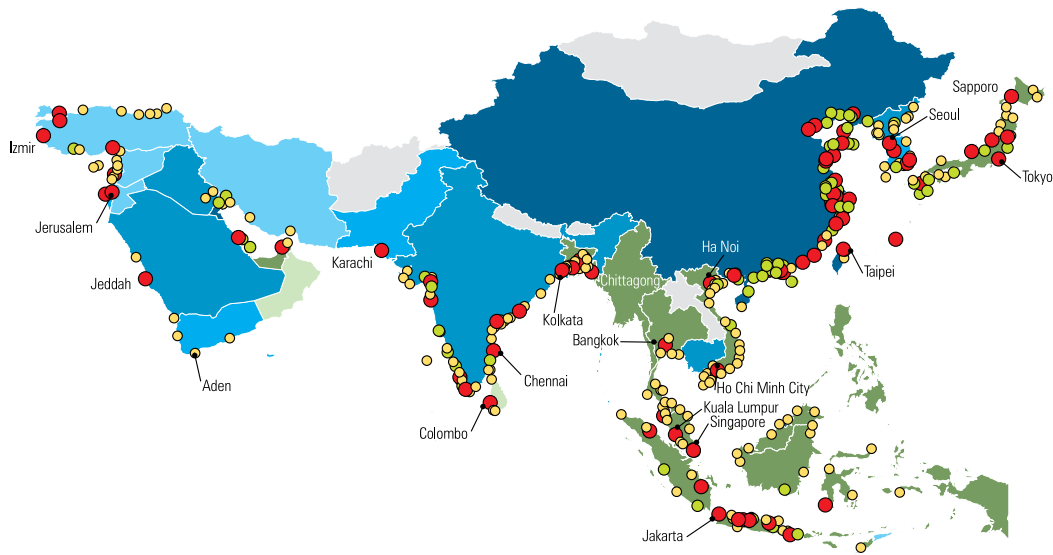 Sapporo
Seoul
Izmir
Tokyo
Jerusalem
Ha Noi
Karachi
Taipei
Jeddah
Chittagong
Kolkata
Bangkok
Aden
Chennai
Ho Chi Minh City
Kuala Lumpur
Singapore
Colombo
Jakarta